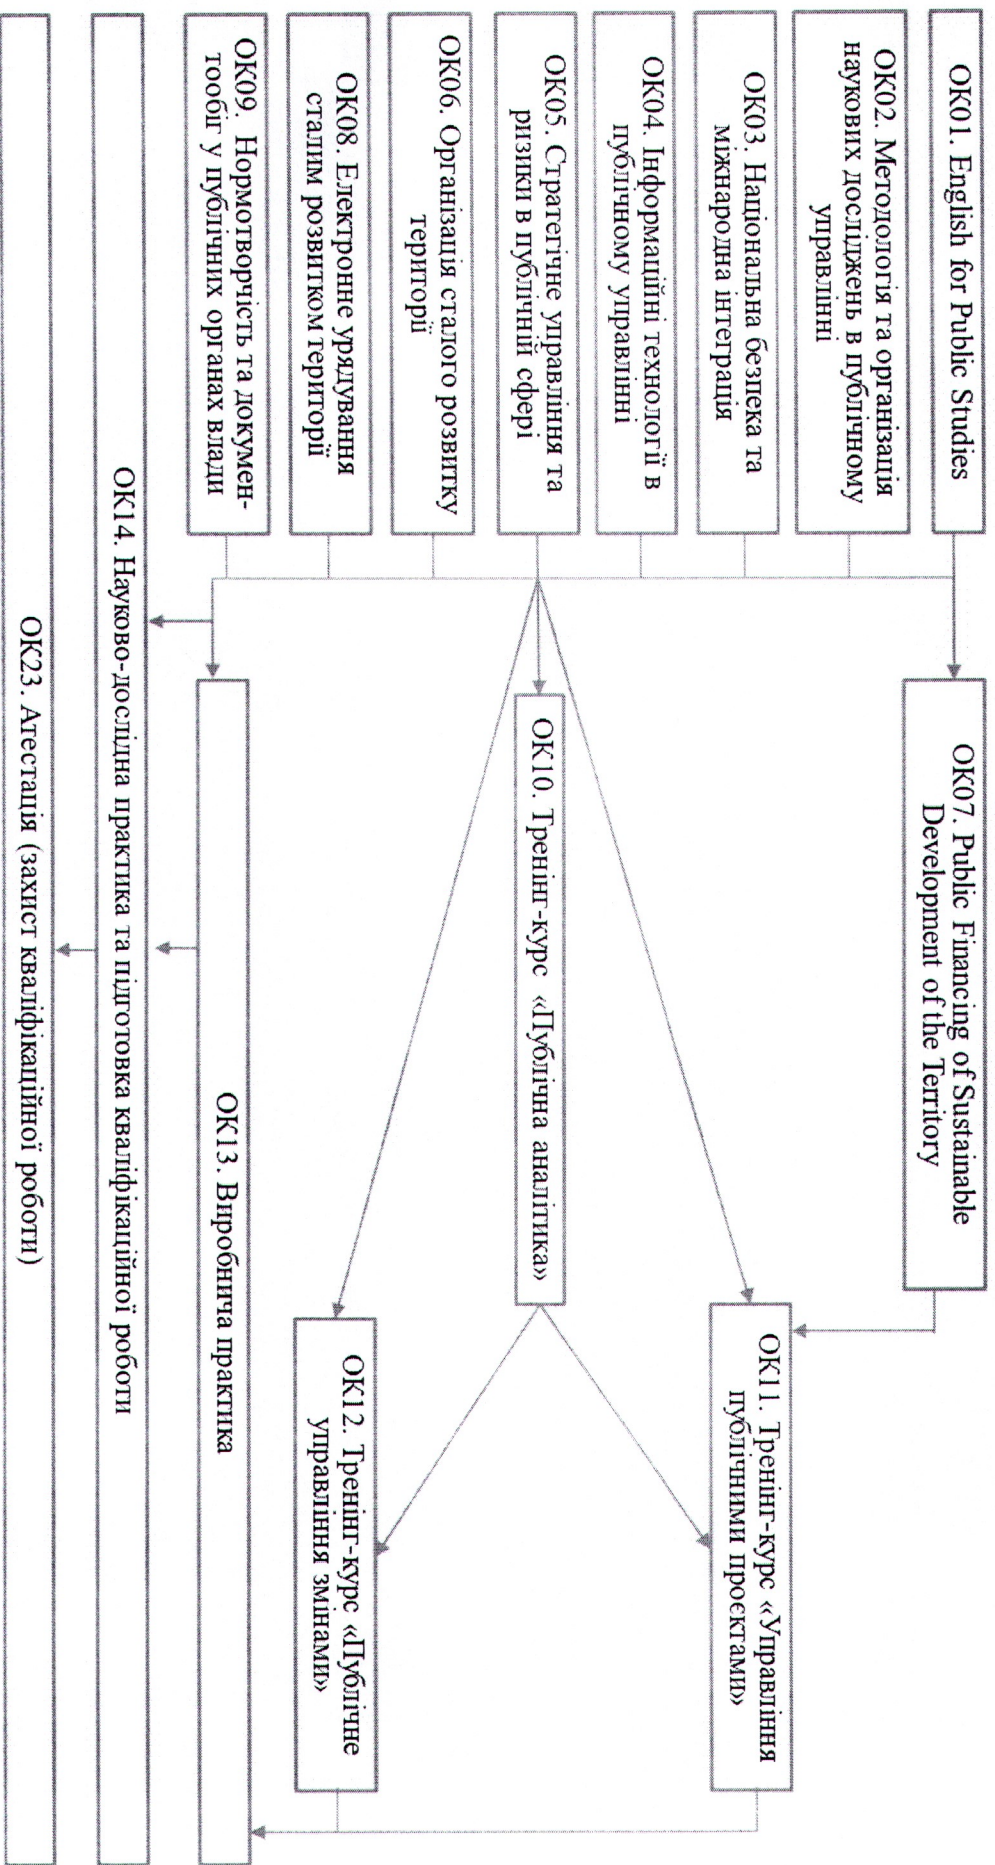 ОК01. English for Public Studies
ОК02. Методологія та організація
наукових досліджень в публічному
управлінні
ОК03. Національна безпека та
міжнародна інтеграція
ОК04. Інформаційні технології в
публічному управлінні
ОК05. Стратегічне управління та
ризики в публічній сфері
ОК06. Організація сталого розвитку
території
ОК08. Електронне урядування
сталим розвитком території
ОК09. Нормотворчість та докумен-
тообіг у публічних органах влади
ОК07. Public Financing of Sustainable
Development of the Territory
ОК10. Тренінг-курс «Публічна аналітика»
ОК11. Тренінг-курс «Управління
публічними проєктами»
ОК12. Тренінг-курс «Публічне
управління змінами»
ОК13. Виробнича практика
ОК14. Науково-дослідна практика та підготовка кваліфікаційної роботи
ОК23. Атестація (захист кваліфікаційної роботи)